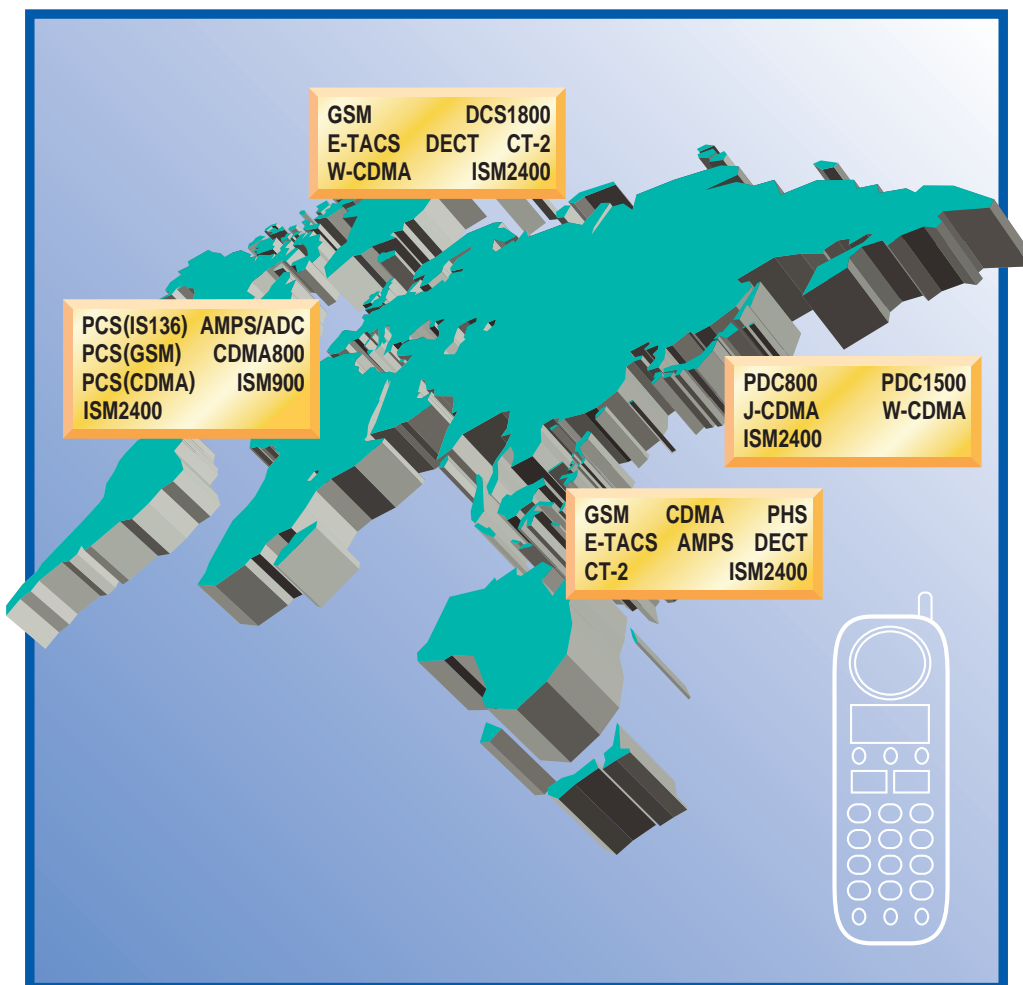 GSM DCS1800
E-TACS DECT CT-2
W-CDMA ISM2400
PCS(IS136) AMPS/ADC
PCS(GSM) CDMA800
PCS(CDMA) ISM900
ISM2400
PDC800 PDC1500
J-CDMA W-CDMA
ISM2400
GSM CDMA PHS
E-TACS AMPS DECT
CT-2 ISM2400